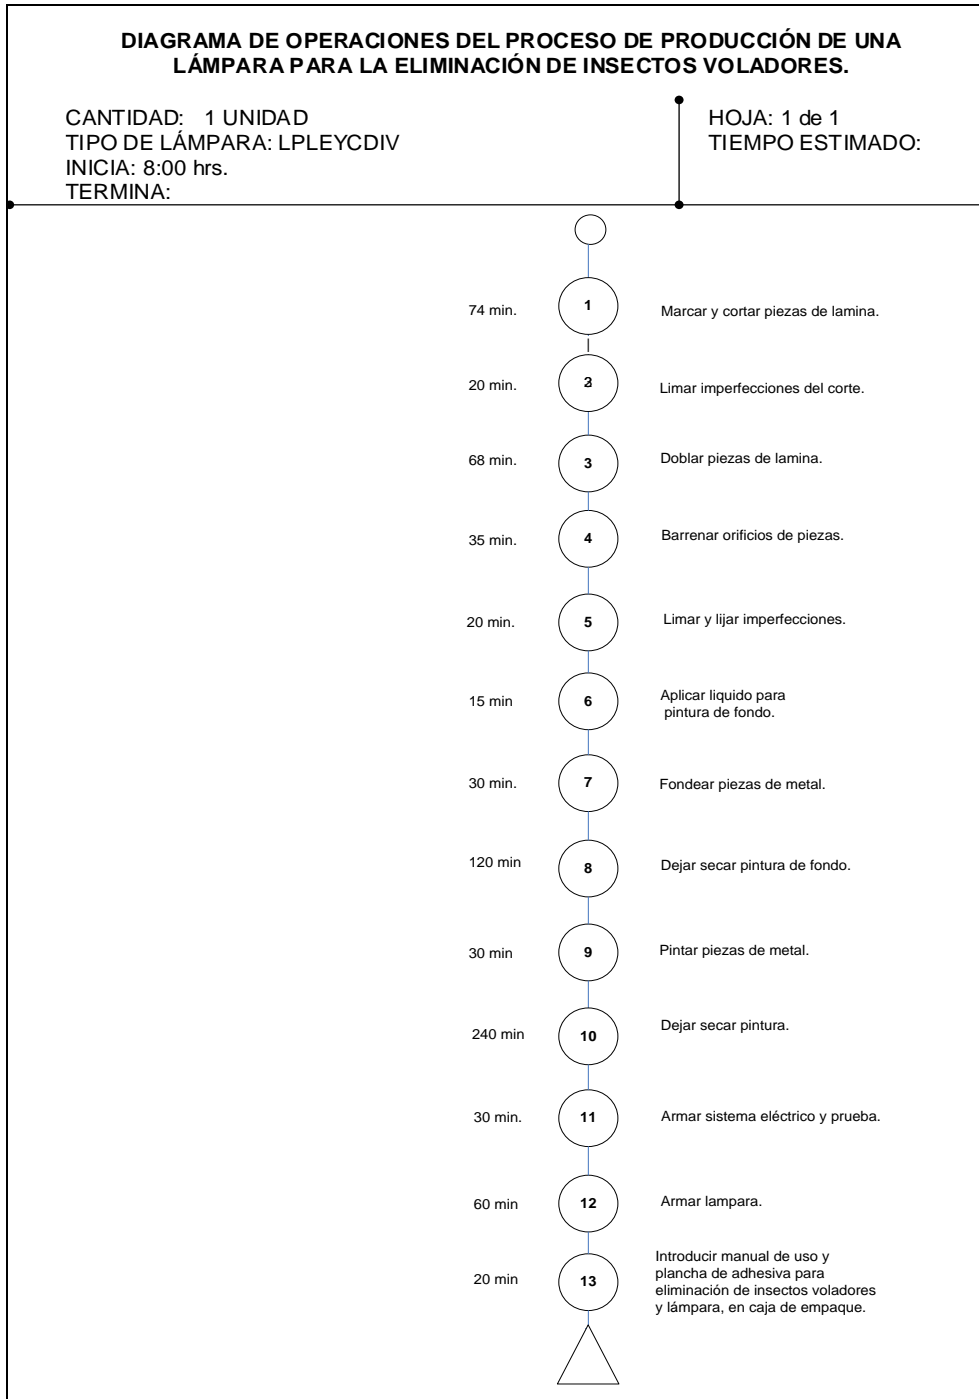 DIAGRAMA DE OPERACIONES DEL PROCESO DE PRODUCCIÓN DE UNA
LÁMPARA PARA LA ELIMINACIÓN DE INSECTOS VOLADORES.
CANTIDAD: 1 UNIDAD
TIPO DE LÁMPARA: LPLEYCDIV
INICIA: 8:00 hrs.
TERMINA:
HOJA: 1 de 1
TIEMPO ESTIMADO:
74 min. 1 Marcar y cortar piezas de lamina.
20 min. 2 Limar imperfecciones del corte.
68 min. 3 Doblar piezas de lamina.
35 min. 4 Barrenar orificios de piezas.
20 min. 5 Limar y lijar imperfecciones.
15 min 6 Aplicar liquido para
pintura de fondo.
30 min. 7 Fondear piezas de metal.
120 min 8 Dejar secar pintura de fondo.
30 min 9 Pintar piezas de metal.
240 min 10 Dejar secar pintura.
30 min. 11 Armar sistema eléctrico y prueba.
60 min 12 Armar lampara.
20 min 13 Introducir manual de uso y
plancha de adhesiva para
eliminación de insectos voladores
y lámpara, en caja de empaque.